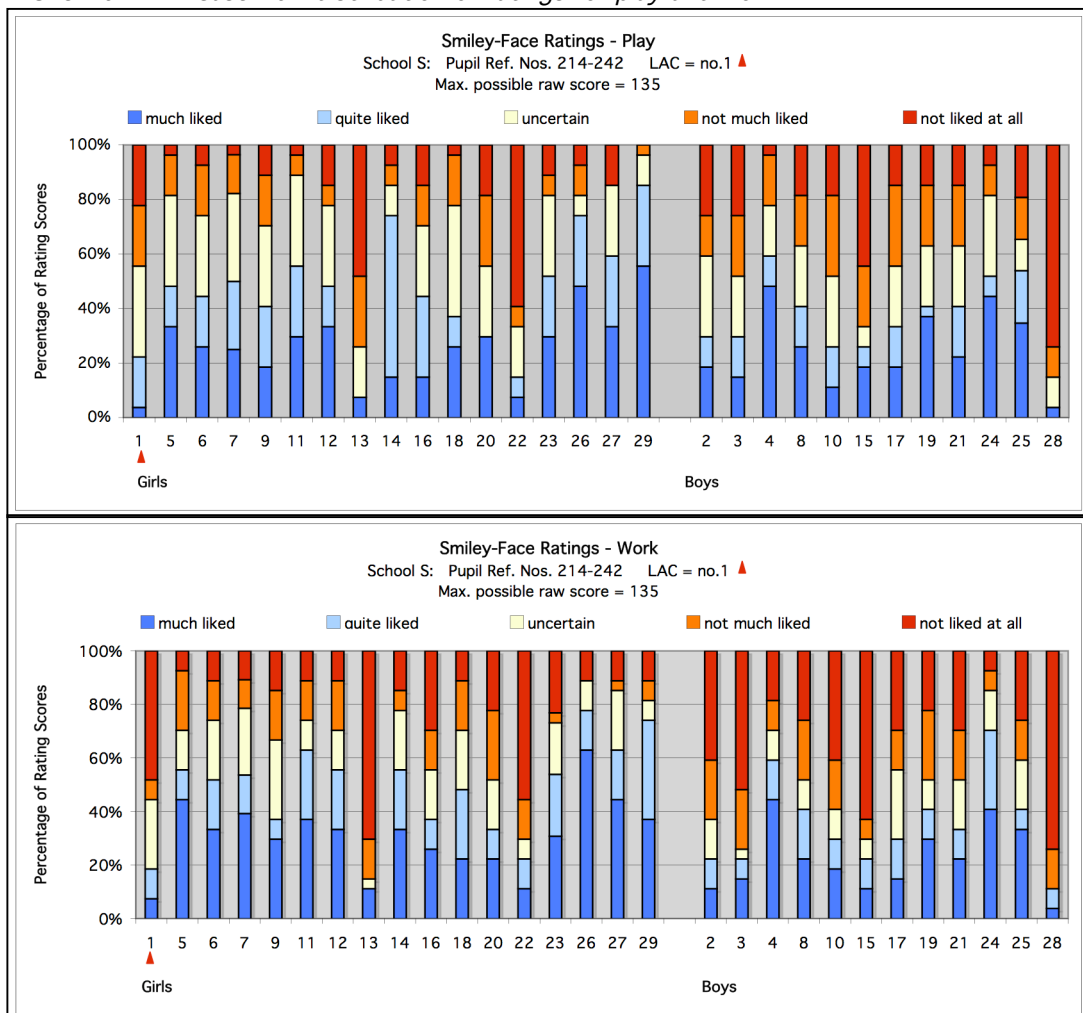 Smiley-Face Ratings - Play
School S: Pupil Ref. Nos. 214-242 LAC = no.1
Max. possible raw score = 135
much liked quite liked uncertain not much liked not liked at all
100%
80%
60%
40%
20%
0%
Percentage of Rating Scores
1 5 6 7 9 11 12 13 14 16 18 20 22 23 26 27 29 2 3 4 8 10 15 17 19 21 24 25 28
Girls Boys
Smiley-Face Ratings - Work
School S: Pupil Ref. Nos. 214-242 LAC = no.1
Max. possible raw score = 135
much liked quite liked uncertain not much liked not liked at all
100%
80%
60%
40%
20%
0%
Percentage of Rating Scores
1 5 6 7 9 11 12 13 14 16 18 20 22 23 26 27 29 2 3 4 8 10 15 17 19 21 24 25 28
Girls Boys